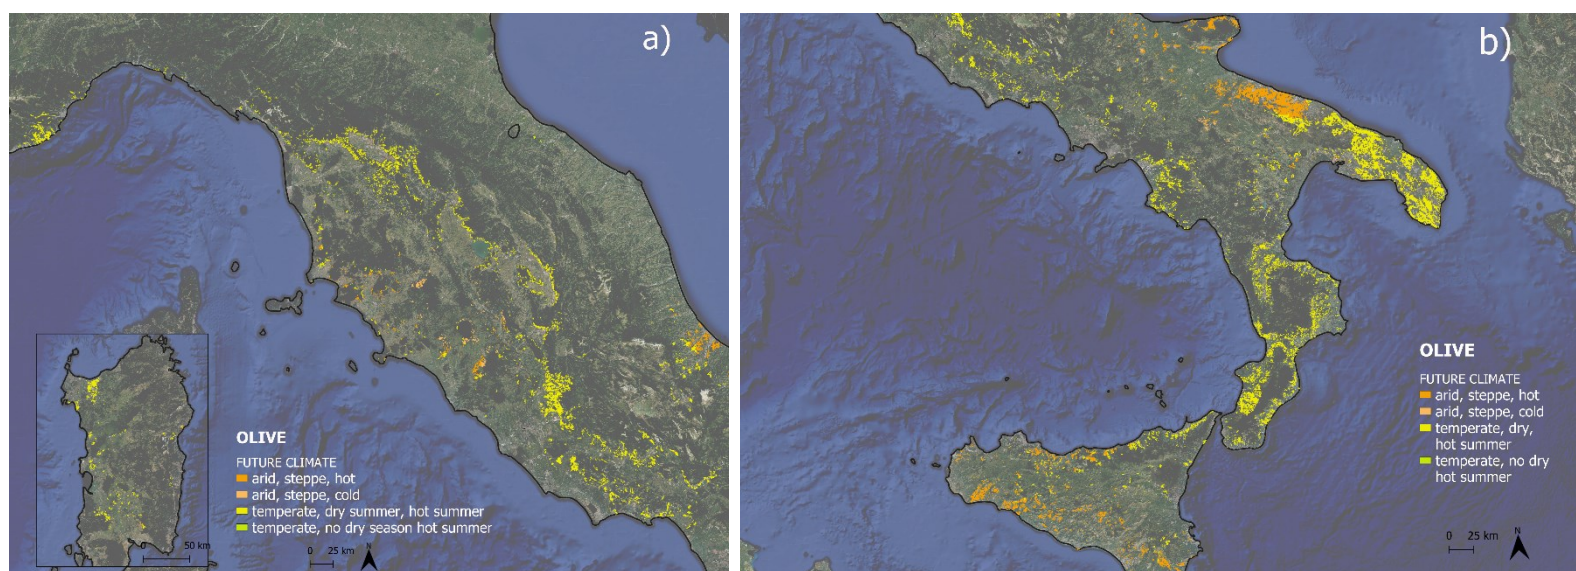 a)
OLIVE
FUTURE CLIMATE
arid, steppe, hot
arid, steppe, cold
temperate, dry summer, hot summer
temperate, no dry season hot summer
0 50 km
0 25 km
N
b)
OLIVE
FUTURE CLIMATE
arid, steppe, hot
arid, steppe, cold
temperate, dry,
hot summer
temperate, no dry
hot summer
0 25 km
N